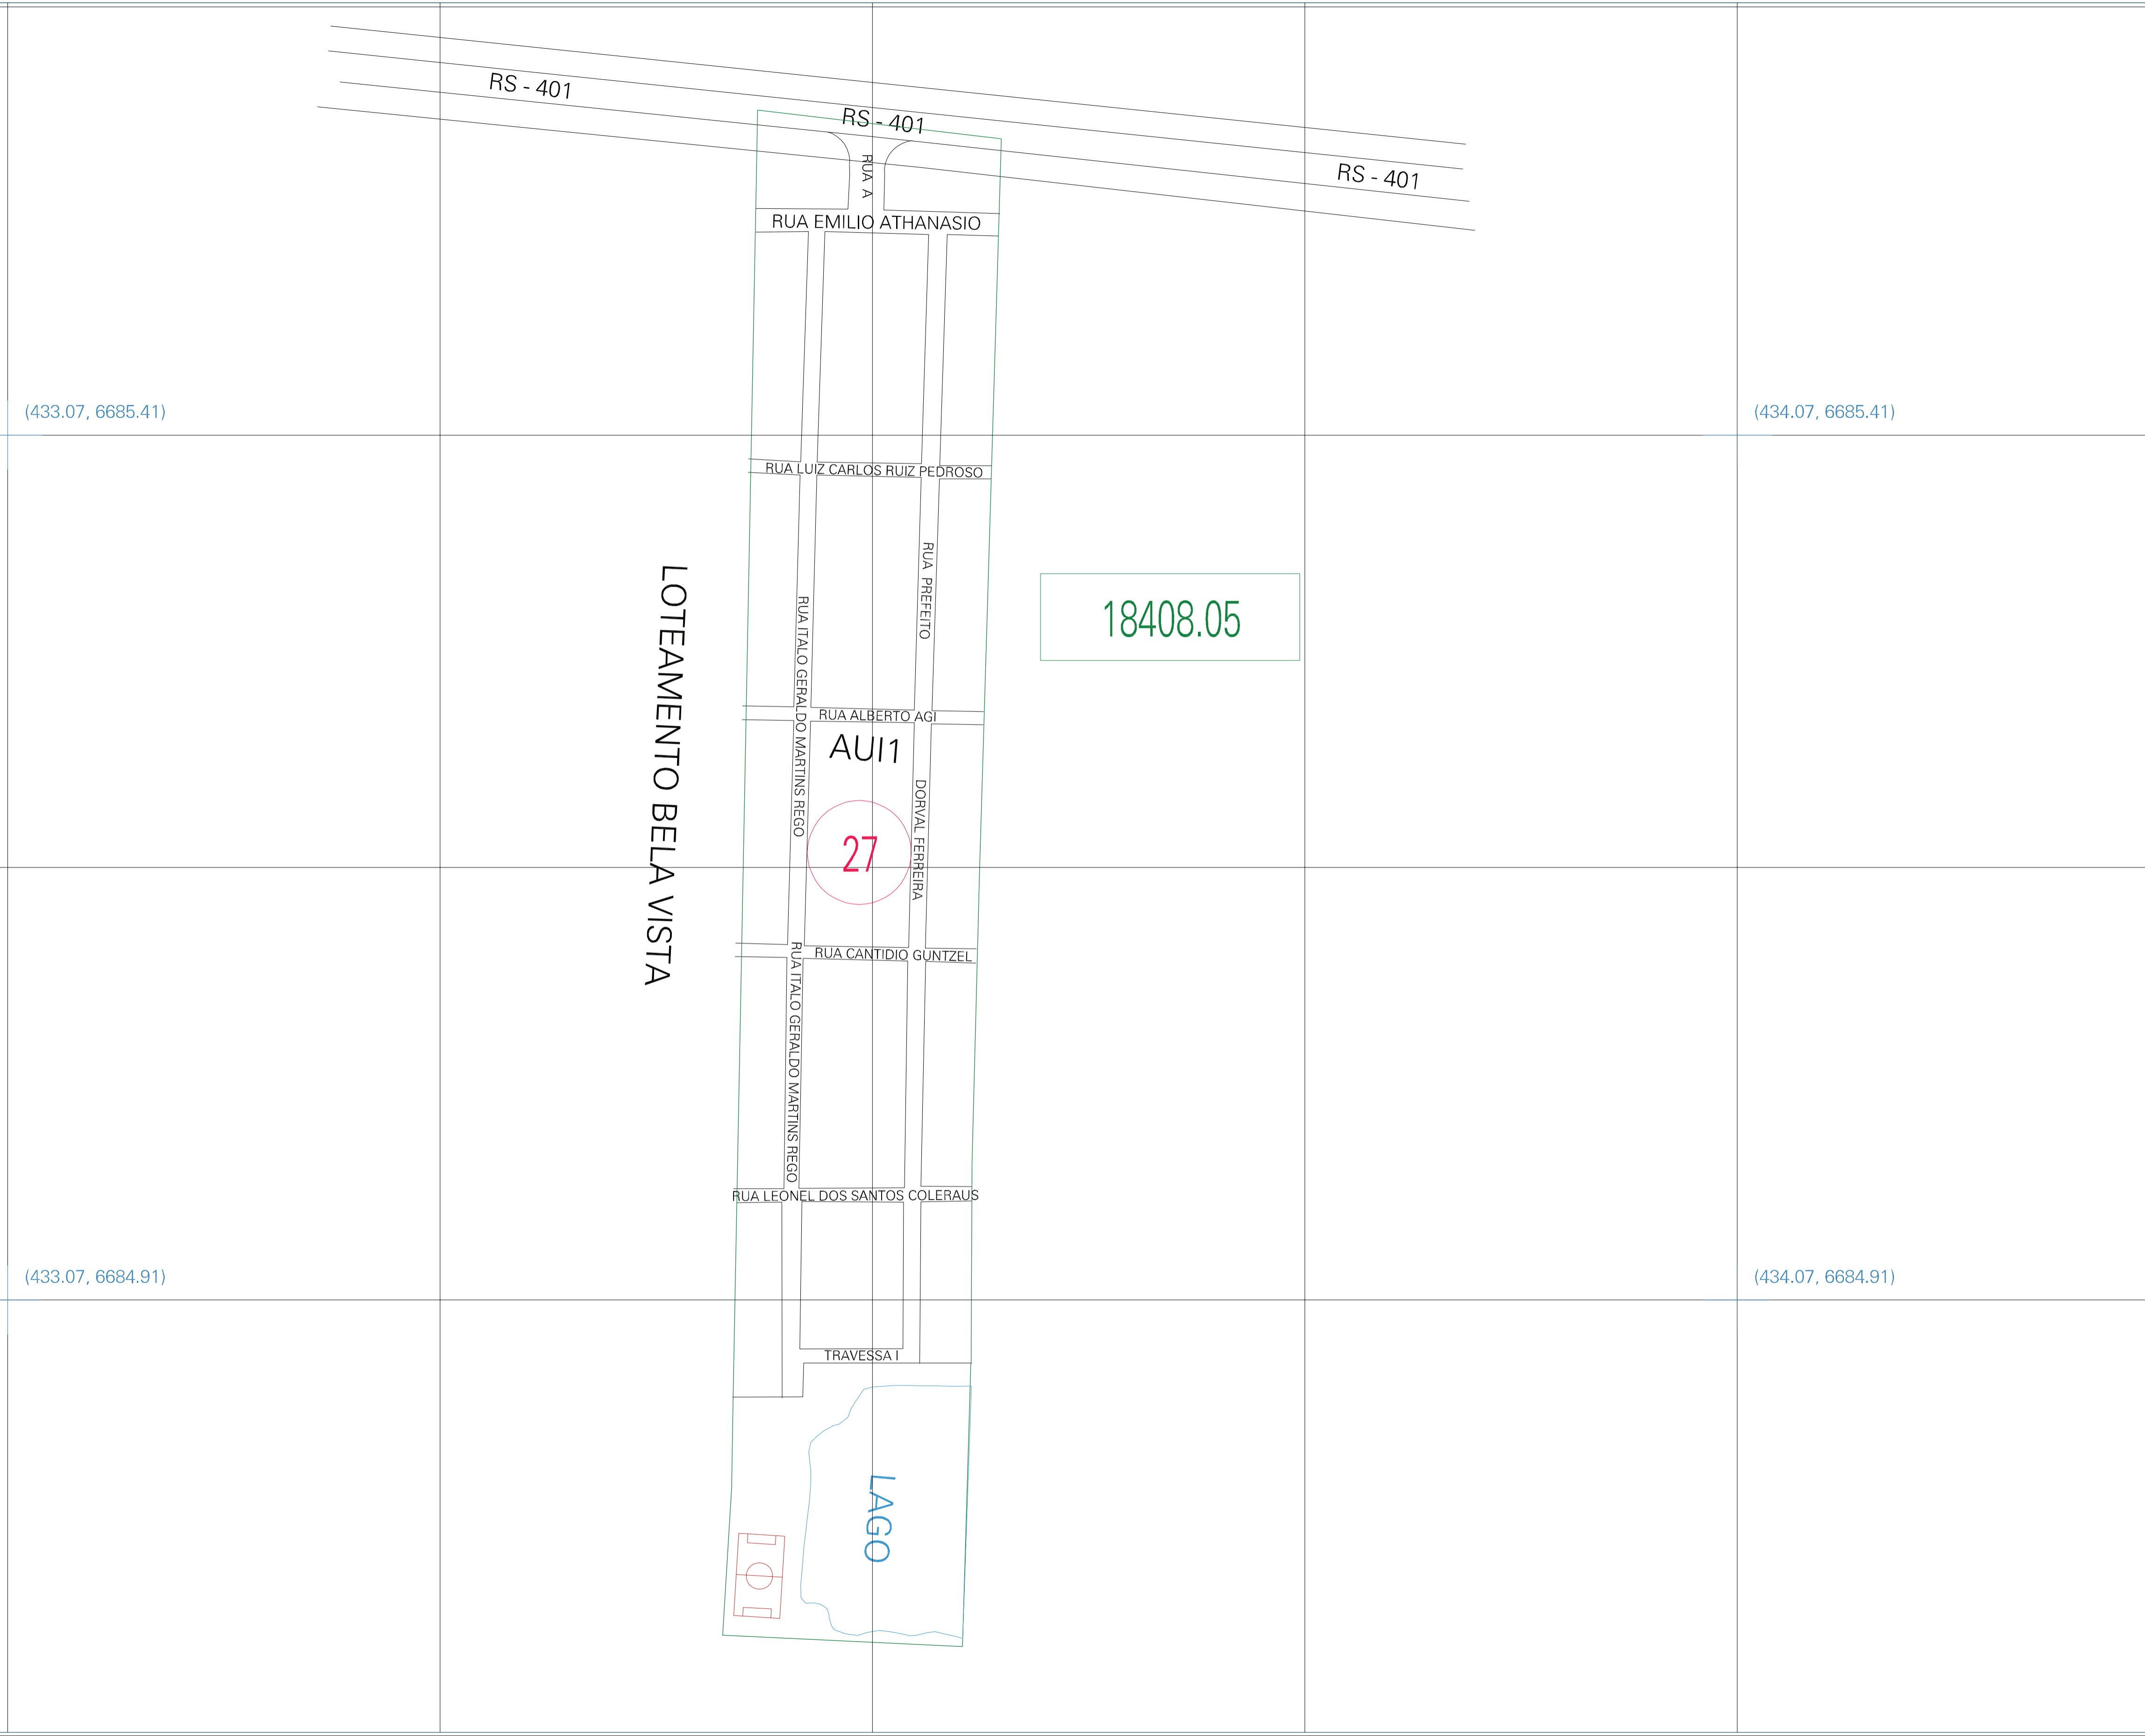 RS - 401
RS - 401
RS - 401
RUA A
RUA EMILIO ATHANASIO
(433.07, 6685.41)
(434.07, 6685.41)
RUA LUIZ CARLOS RUIZ PEDROSO
RUA PREFEITO
18408.05
LOTEAMENTO BELA VISTA
RUA ITALO GERALDO MARTINS REGO
RUA ALBERTO AGI
AUI1
DORVAL FERREIRA
27
RUA CANTIDIO GUNTZEL
RUA ITALO GERALDO MARTINS REGO
RUA LEONEL DOS SANTOS COLERAUS
(433.07, 6684.91)
(434.07, 6684.91)
TRAVESSA I
LAGO